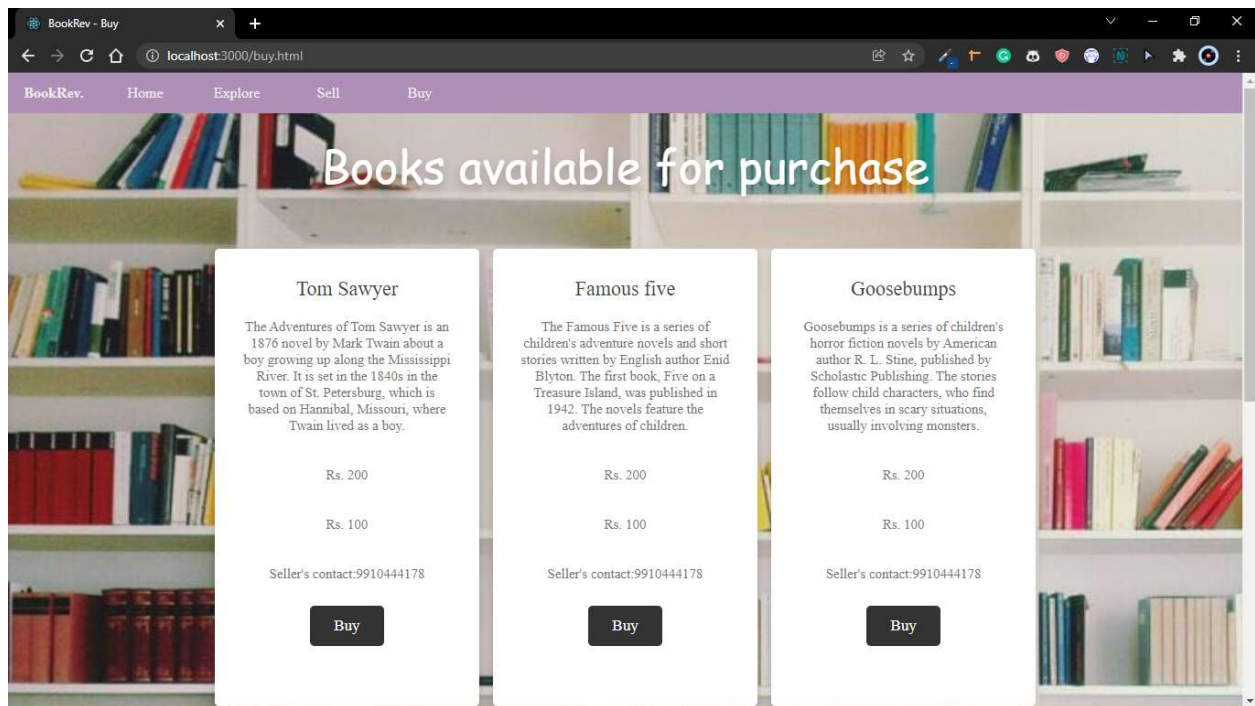 BookRev - Buy
localhost:3000/buy.html
BookRev. Home Explore Sell Buy
Books available for purchase
Tom Sawyer
The Adventures of Tom Sawyer is an
1876 novel by Mark Twain about a
boy growing up along the Mississippi
River. It is set in the 1840s in the
town of St. Petersburg, which is
based on Hannibal, Missouri, where
Twain lived as a boy.
Rs. 200
Rs. 100
Seller's contact:9910444178
Buy
Famous five
The Famous Five is a series of
children's adventure novels and short
stories written by English author Enid
Blyton. The first book, Five on a
Treasure Island, was published in
1942. The novels feature the
adventures of children.
Rs. 200
Rs. 100
Seller's contact:9910444178
Buy
Goosebumps
Goosebumps is a series of children's
horror fiction novels by American
author R. L. Stine, published by
Scholastic Publishing. The stories
follow child characters, who find
themselves in scary situations,
usually involving monsters.
Rs. 200
Rs. 100
Seller's contact:9910444178
Buy